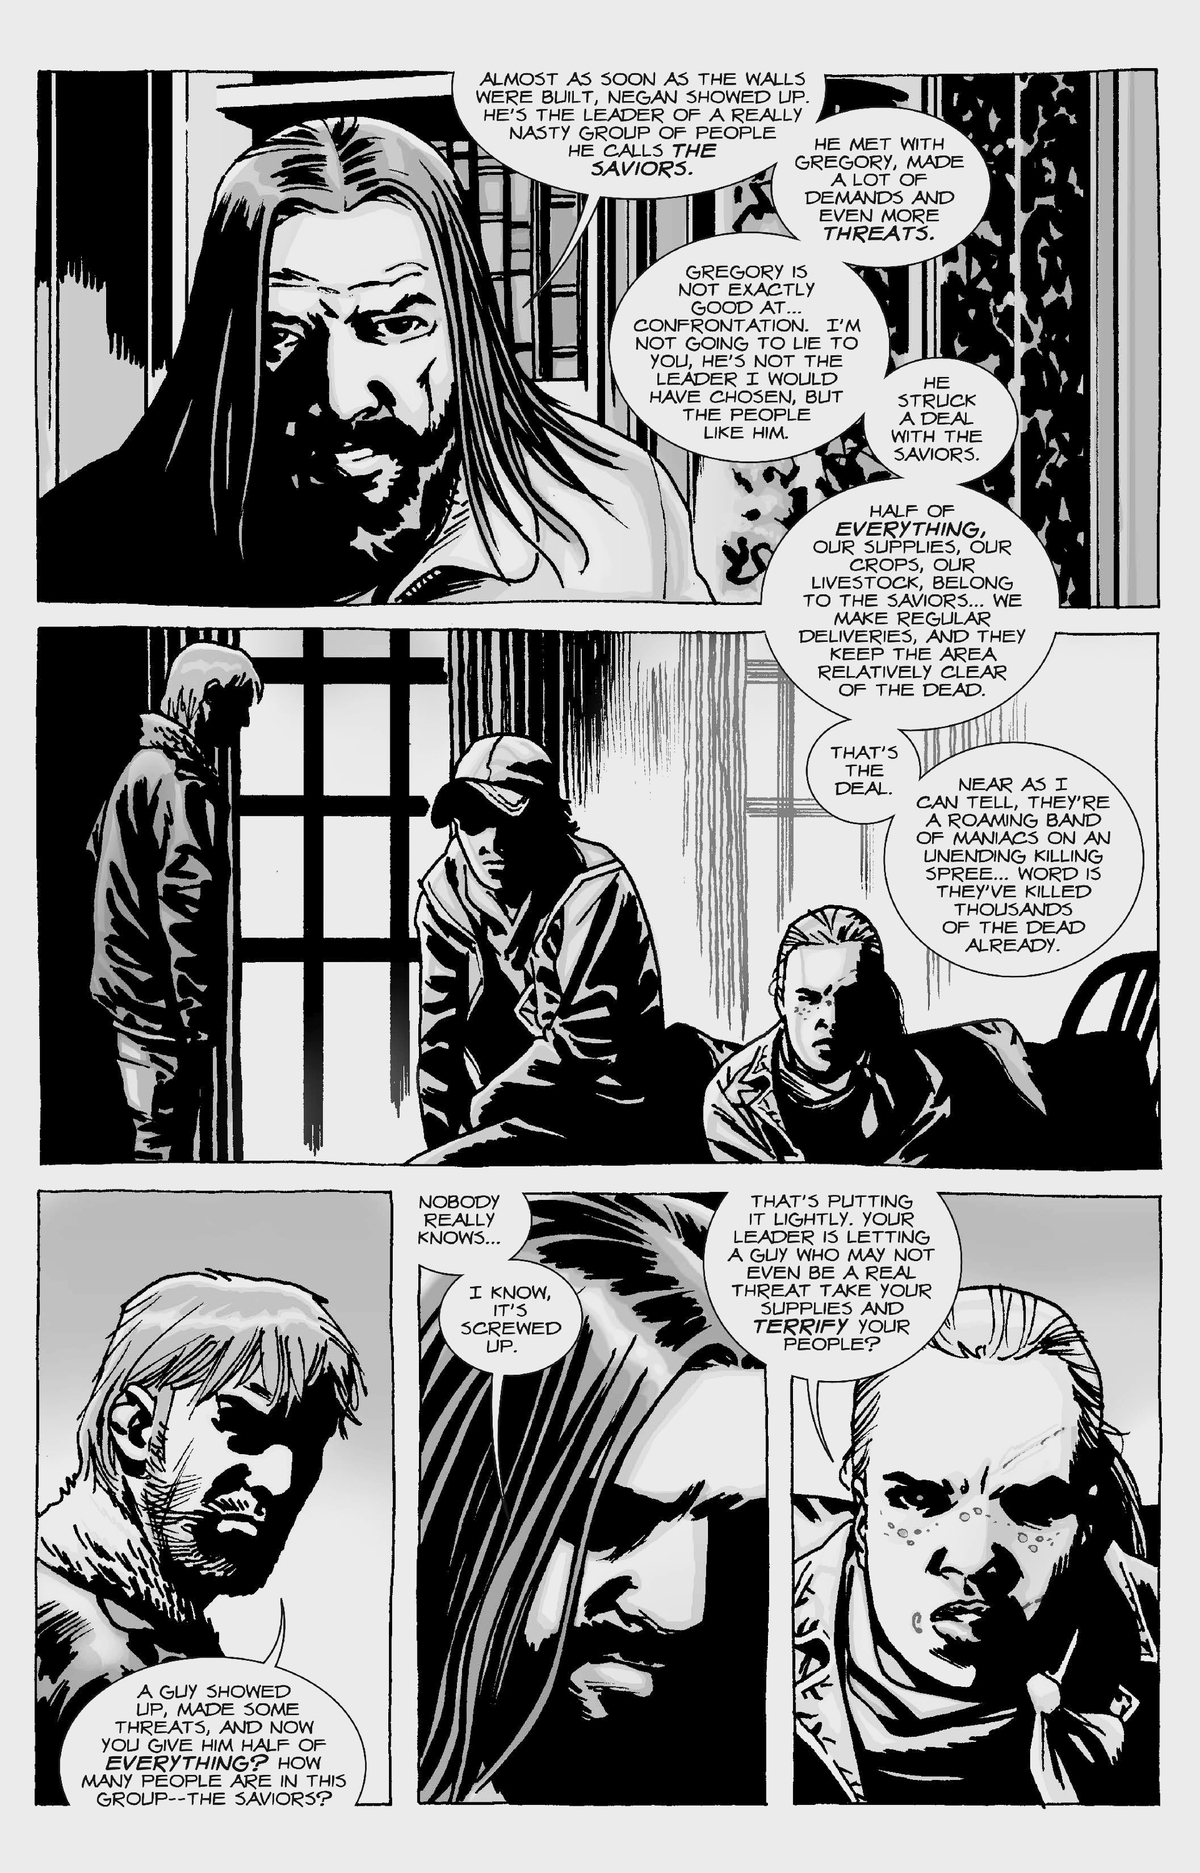 ALMOST AS SOON AS THE WALLS
WERE BUILT, NEGAN SHOWED UP.
HE'S THE LEADER OF A REALLY
NASTY GROUP OF PEOPLE
HE CALLS THE
SAVIORS.
HE MET WITH
GREGORY, MADE
A LOT OF
DEMANDS AND
EVEN MORE
THREATS.
GREGORY IS
NOT EXACTLY
GOOD AT...
CONFRONTATION. I'M
NOT GOING TO LIE TO
YOU, HE'S NOT THE
LEADER I WOULD
HAVE CHOSEN, BUT
THE PEOPLE
LIKE HIM.
HE
STRUCK
A DEAL
WITH THE
SAVIORS.
HALF OF
EVERYTHING,
OUR SUPPLIES, OUR
CROPS, OUR
LIVESTOCK, BELONG
TO THE SAVIORS... WE
MAKE REGULAR
DELIVERIES, AND THEY
KEEP THE AREA
RELATIVELY CLEAR
OF THE DEAD.
THAT'S
THE
DEAL.
NEAR AS I
CAN TELL, THEY'RE
A ROAMING BAND
OF MANIACS ON AN
UNENDING KILLING
SPREE... WORD IS
THEY'VE KILLED
THOUSANDS
OF THE DEAD
ALREADY.
A GUY SHOWED
UP, MADE SOME
THREATS, AND NOW
YOU GIVE HIM HALF OF
EVERYTHING? HOW
MANY PEOPLE ARE IN THIS
GROUP--THE SAVIORS?
NOBODY
REALLY
KNOWS...
I KNOW,
IT'S
SCREWED
UP.
THAT'S PUTTING
IT LIGHTLY. YOUR
LEADER IS LETTING
A GUY WHO MAY NOT
EVEN BE A REAL
THREAT TAKE YOUR
SUPPLIES AND
TERRIFY YOUR
PEOPLE?